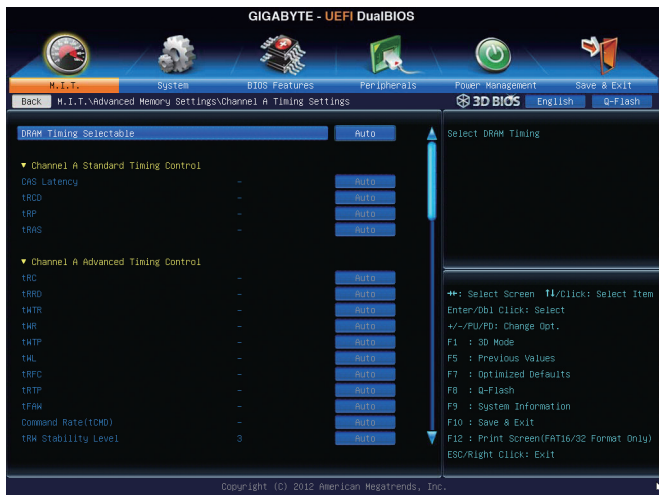 GIGABYTE - UEFI DualBIOS
M.I.T.
System
BIOS Features
Peripherals
Power Management
Save & Exit
Back M.I.T.\Advanced Memory Settings\Channel A Timing Settings
3D BIOS English Q-Flash
DRAM Timing Selectable Auto
▼ Channel A Standard Timing Control
CAS Latency - Auto
tRCD - Auto
tRP - Auto
tRAS - Auto
▼ Channel A Advanced Timing Control
tRC - Auto
tRRD - Auto
tWTR - Auto
tWR - Auto
tWTP - Auto
tWL - Auto
tRFC - Auto
tRTP - Auto
tFAW - Auto
Command Rate(tCMD) - Auto
tRW Stability Level 3 Auto
Select DRAM Timing
→←: Select Screen ↑↓/Click: Select Item
Enter/Dbl Click: Select
+/-/PU/PD: Change Opt.
F1 : 3D Mode
F5 : Previous Values
F7 : Optimized Defaults
F8 : Q-Flash
F9 : System Information
F10 : Save & Exit
F12 : Print Screen(FAT16/32 Format Only)
ESC/Right Click: Exit
Copyright (C) 2012 American Megatrends, Inc.